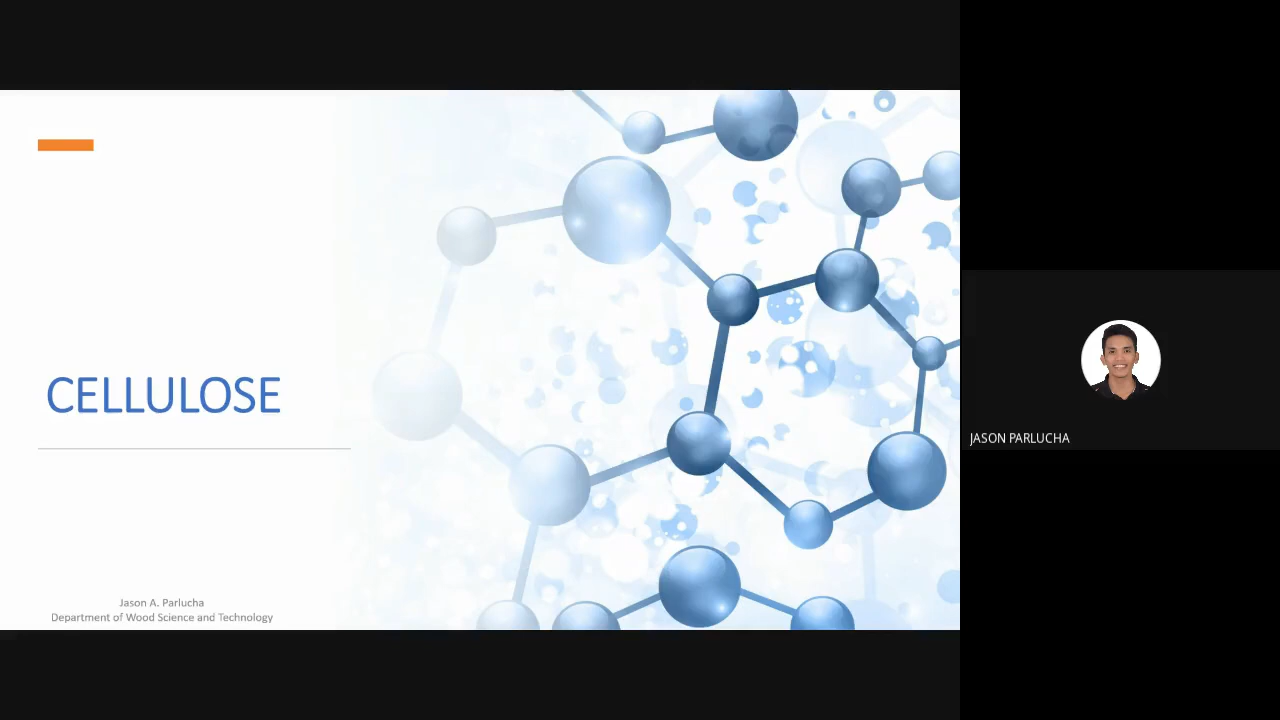 CELLULOSE
Jason A. Parlucha
Department of Wood Science and Technology
JASON PARLUCHA